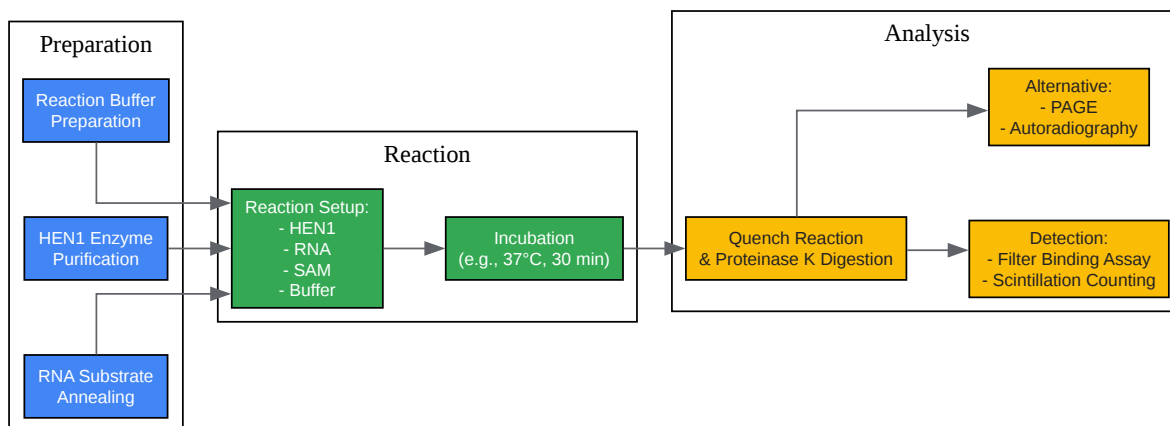 Preparation
Reaction Buffer
Preparation
HEN1 Enzyme
Purification
RNA Substrate
Annealing
Reaction
Reaction Setup:
- HEN1
- RNA
- SAM
- Buffer
Incubation
(e.g., 37°C, 30 min)
Analysis
Quench Reaction
& Proteinase K Digestion
Alternative:
- PAGE
- Autoradiography
Detection:
- Filter Binding Assay
- Scintillation Counting